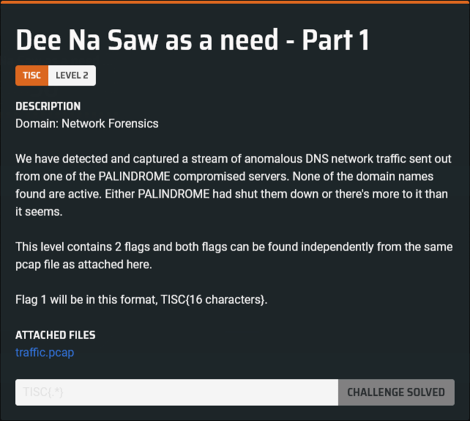 Dee Na Saw as a need - Part 1
TISC LEVEL 2
DESCRIPTION
Domain: Network Forensics
We have detected and captured a stream of anomalous DNS network traffic sent out
from one of the PALINDROME compromised servers. None of the domain names
found are active. Either PALINDROME had shut them down or there's more to it than
it seems.
This level contains 2 flags and both flags can be found independently from the same
pcap file as attached here.
Flag 1 will be in this format, TISC{16 characters}.
ATTACHED FILES
traffic.pcap
TISC{.*} CHALLENGE SOLVED